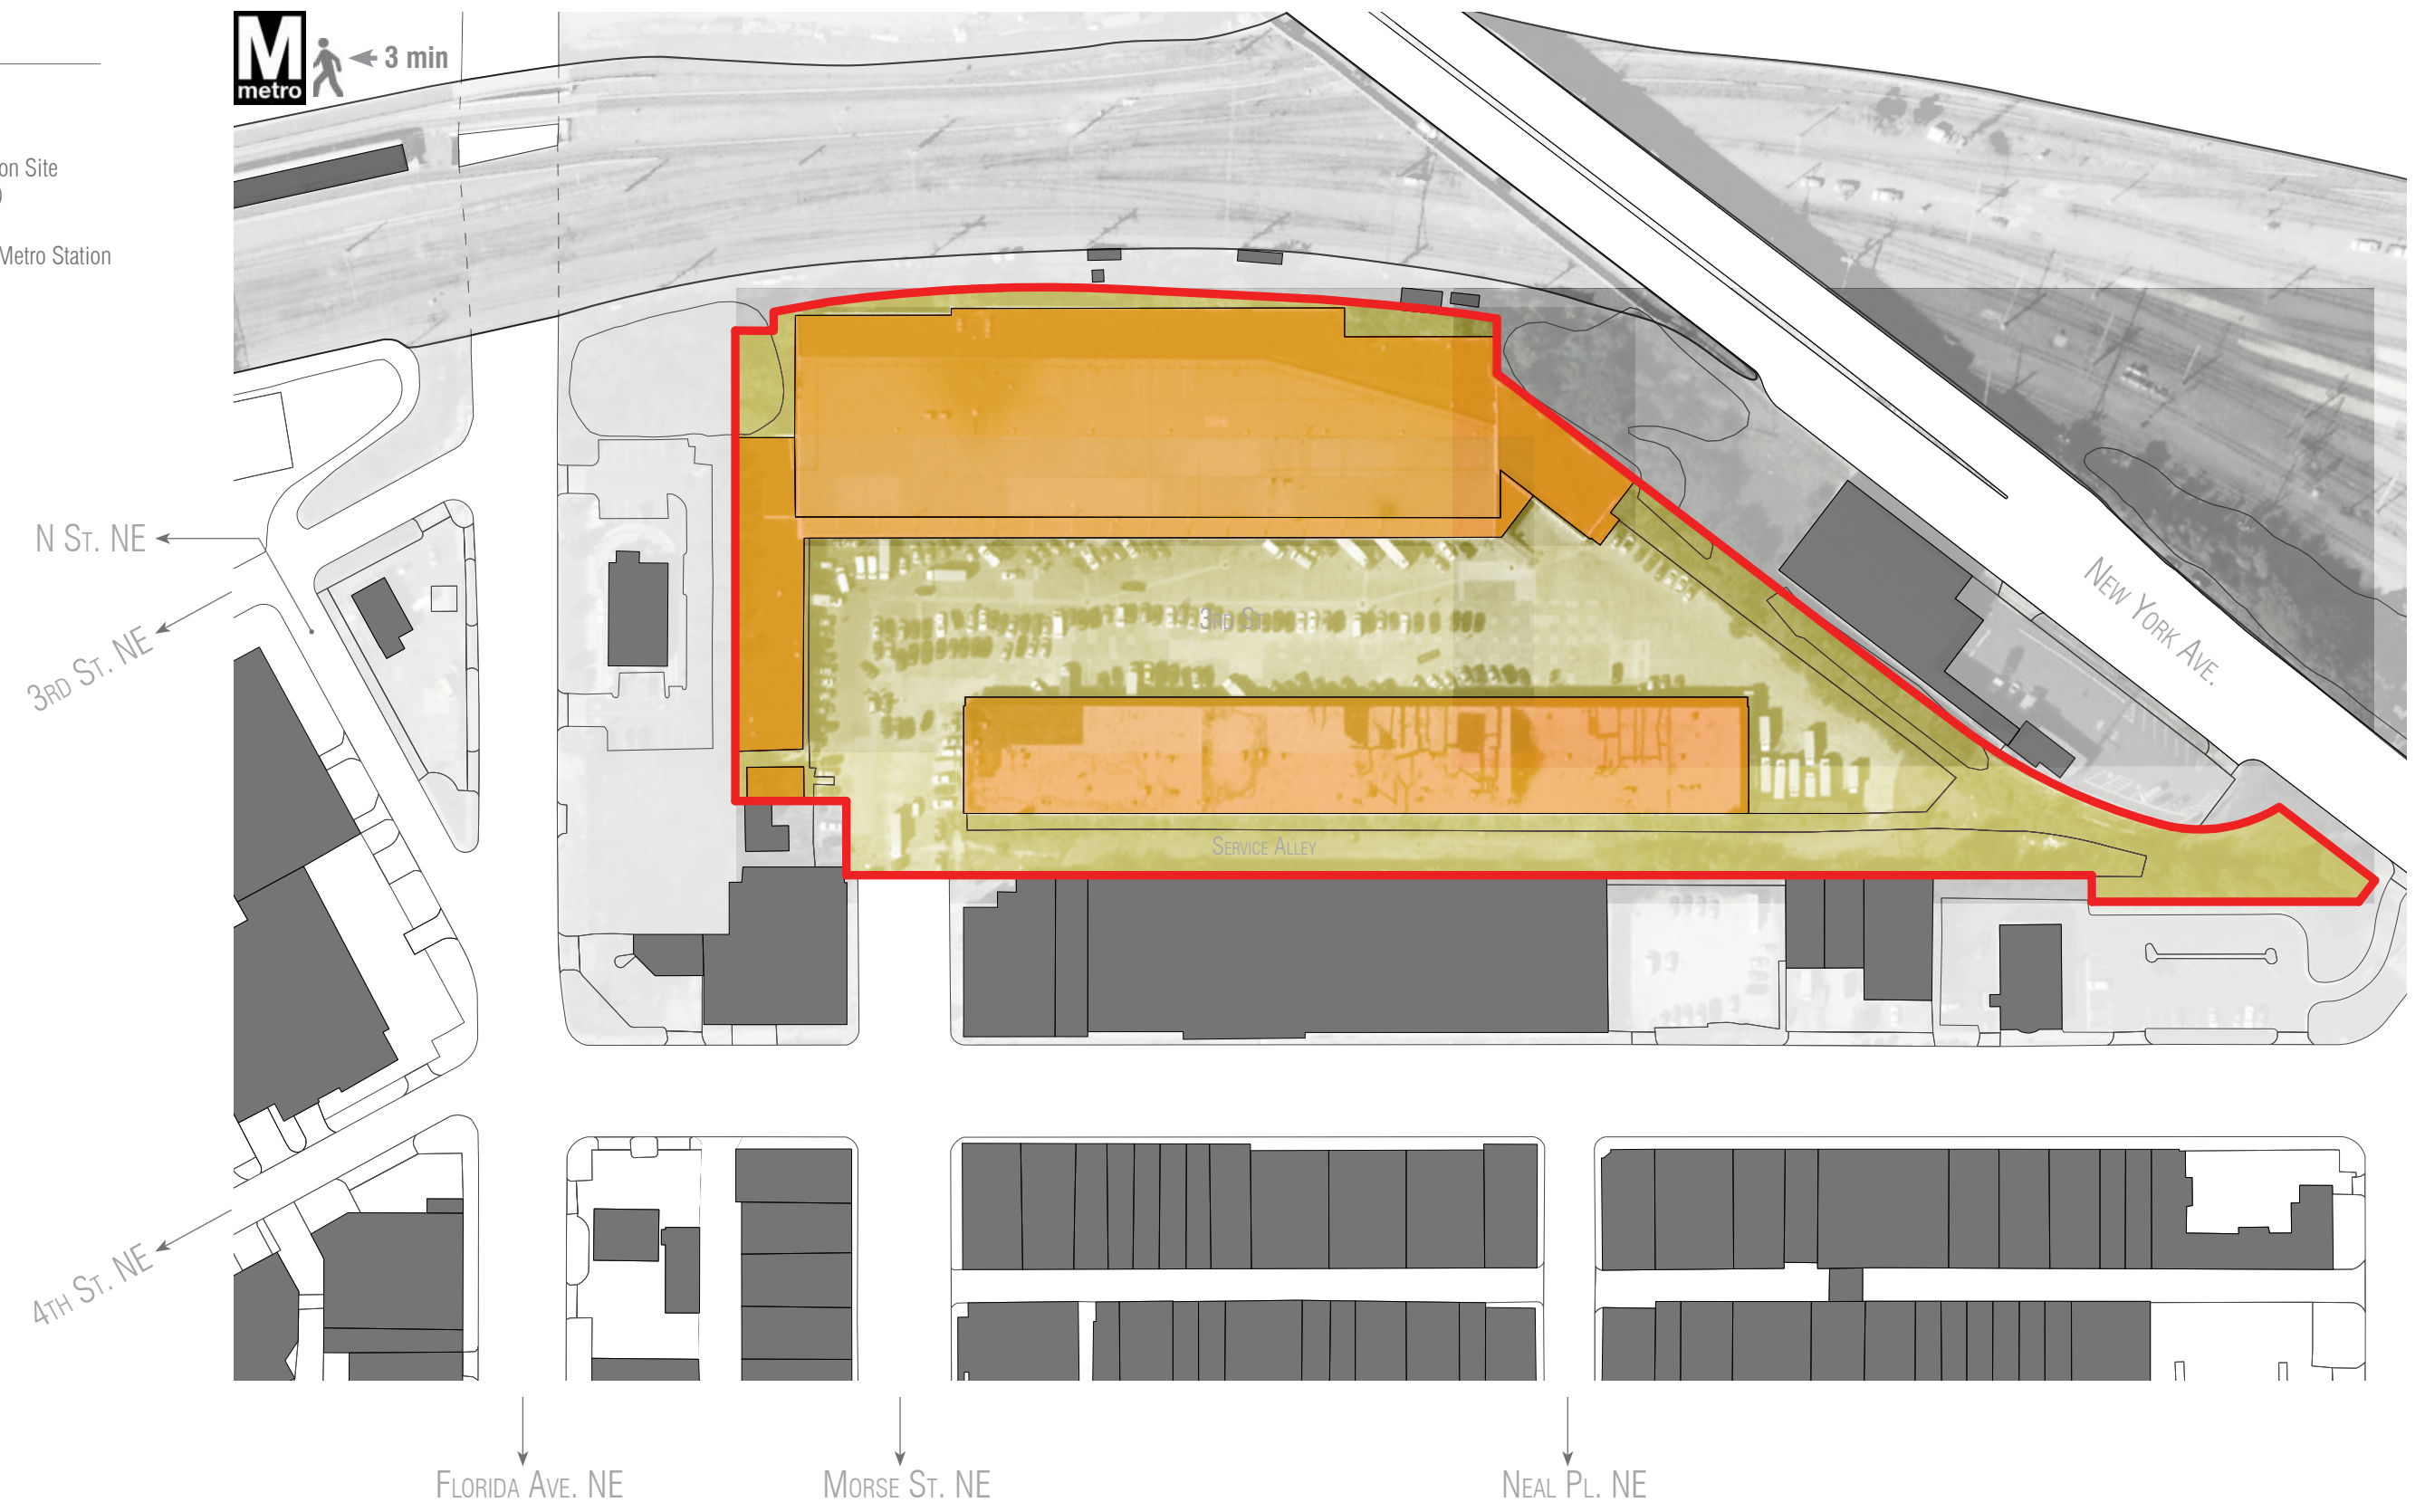 M
metro
3 min
on Site
)
Metro Station
N St. NE
3rd St. NE
3rd St.
New York Ave.
Service Alley
4th St. NE
Florida Ave. NE
Morse St. NE
Neal Pl. NE